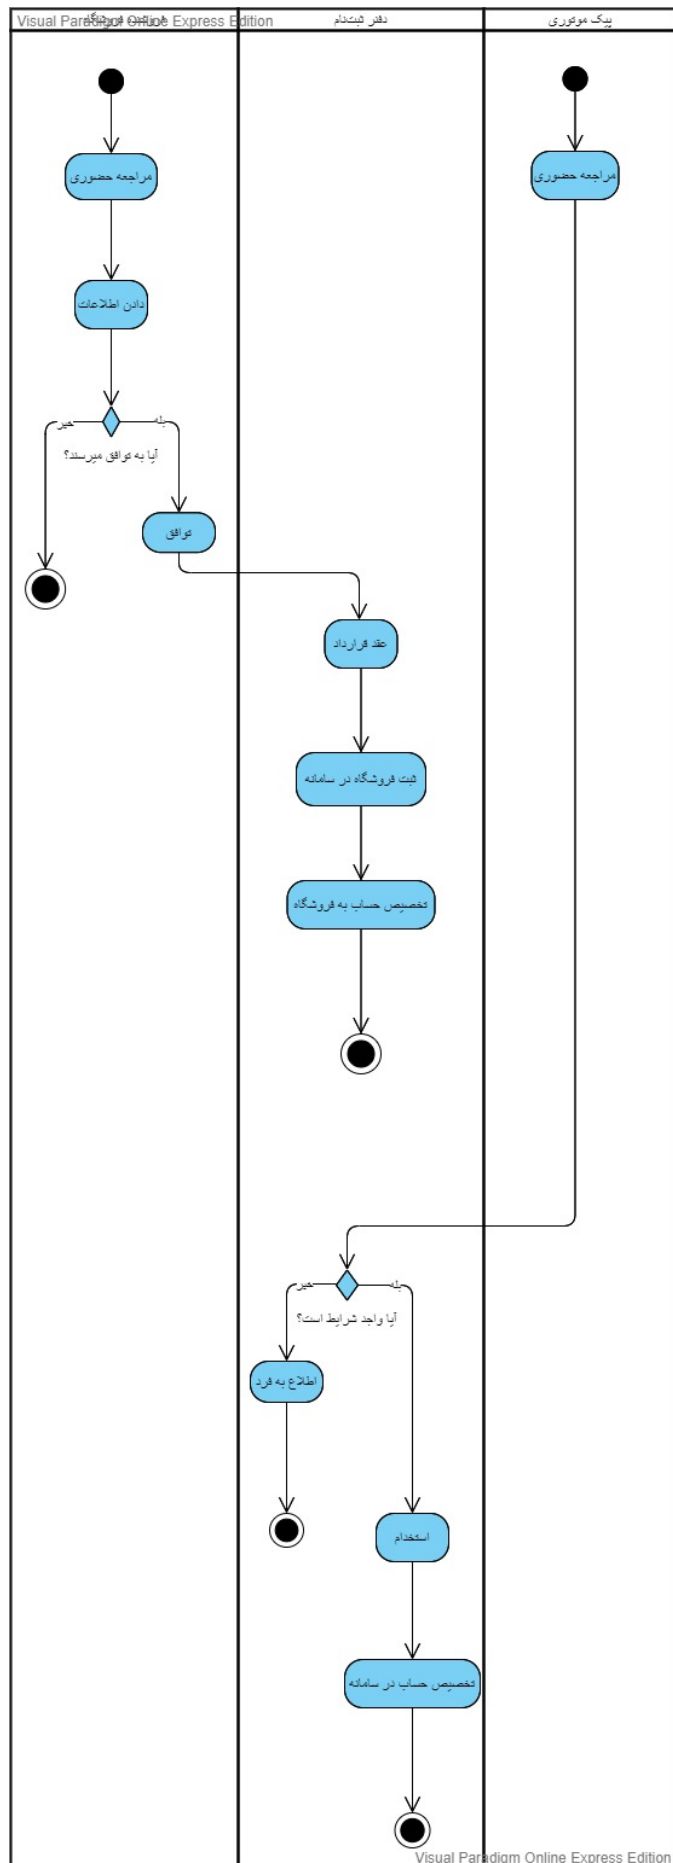 Visual Paradigm Online Express Edition
دفتر ثبت‌نام
پیک موتوری
مراجعه حضوری
مراجعه حضوری
دادن اطلاعات
خیر
بله
آیا به توافق میرسند؟
توافق
عقد قرارداد
ثبت فروشگاه در سامانه
تخصیص حساب به فروشگاه
خیر
بله
آیا واجد شرایط است؟
اطلاع به فرد
استخدام
تخصیص حساب در سامانه
Visual Paradigm Online Express Edition